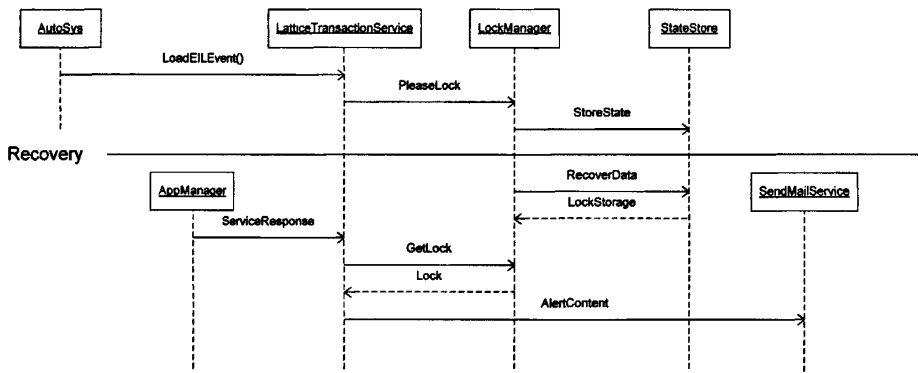 AutoSys
LatticeTransactionService
LockManager
StateStore
LoadEILEvent()
PleaseLock
StoreState
Recovery
RecoverData
AppManager
SendMailService
LockStorage
ServiceResponse
GetLock
Lock
AlertContent